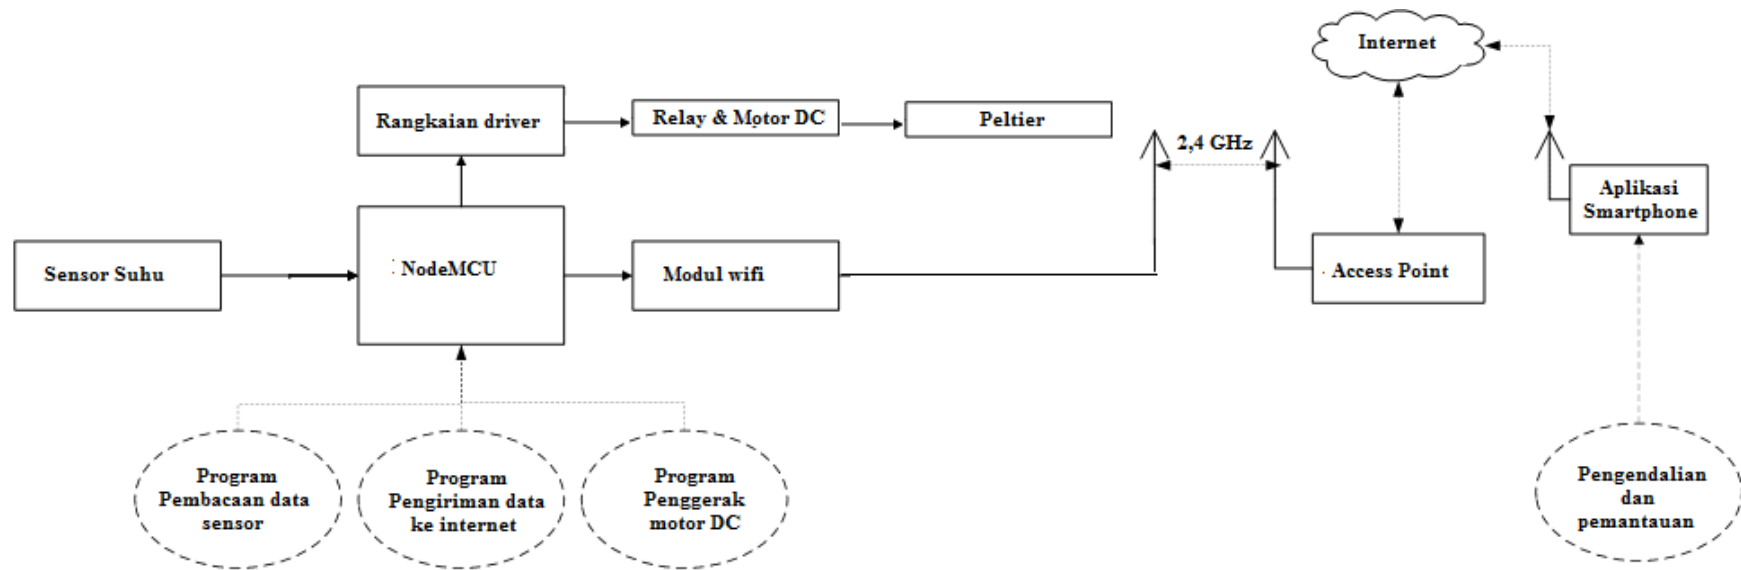 Internet
Rangkaian driver
Relay & Motor DC
Peltier
2,4 GHz
Aplikasi
Smartphone
Sensor Suhu
: NodeMCU
Modul wifi
Access Point
Program
Pembacaan data
sensor
Program
Pengiriman data
ke internet
Program
Penggerak
motor DC
Pengendalian
dan
pemantauan